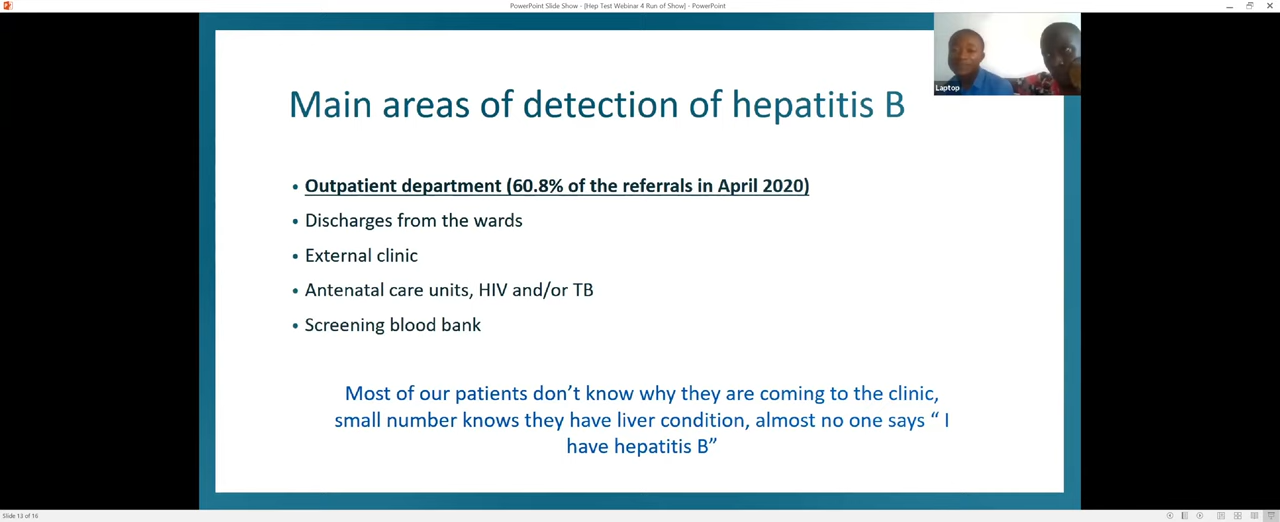 PowerPoint Slide Show - [Hep Test Webinar 4 Run of Show] - PowerPoint
Laptop
Main areas of detection of hepatitis B
• Outpatient department (60.8% of the referrals in April 2020)
• Discharges from the wards
• External clinic
• Antenatal care units, HIV and/or TB
• Screening blood bank
Most of our patients don’t know why they are coming to the clinic,
small number knows they have liver condition, almost no one says “ I
have hepatitis B”
Slide 13 of 16